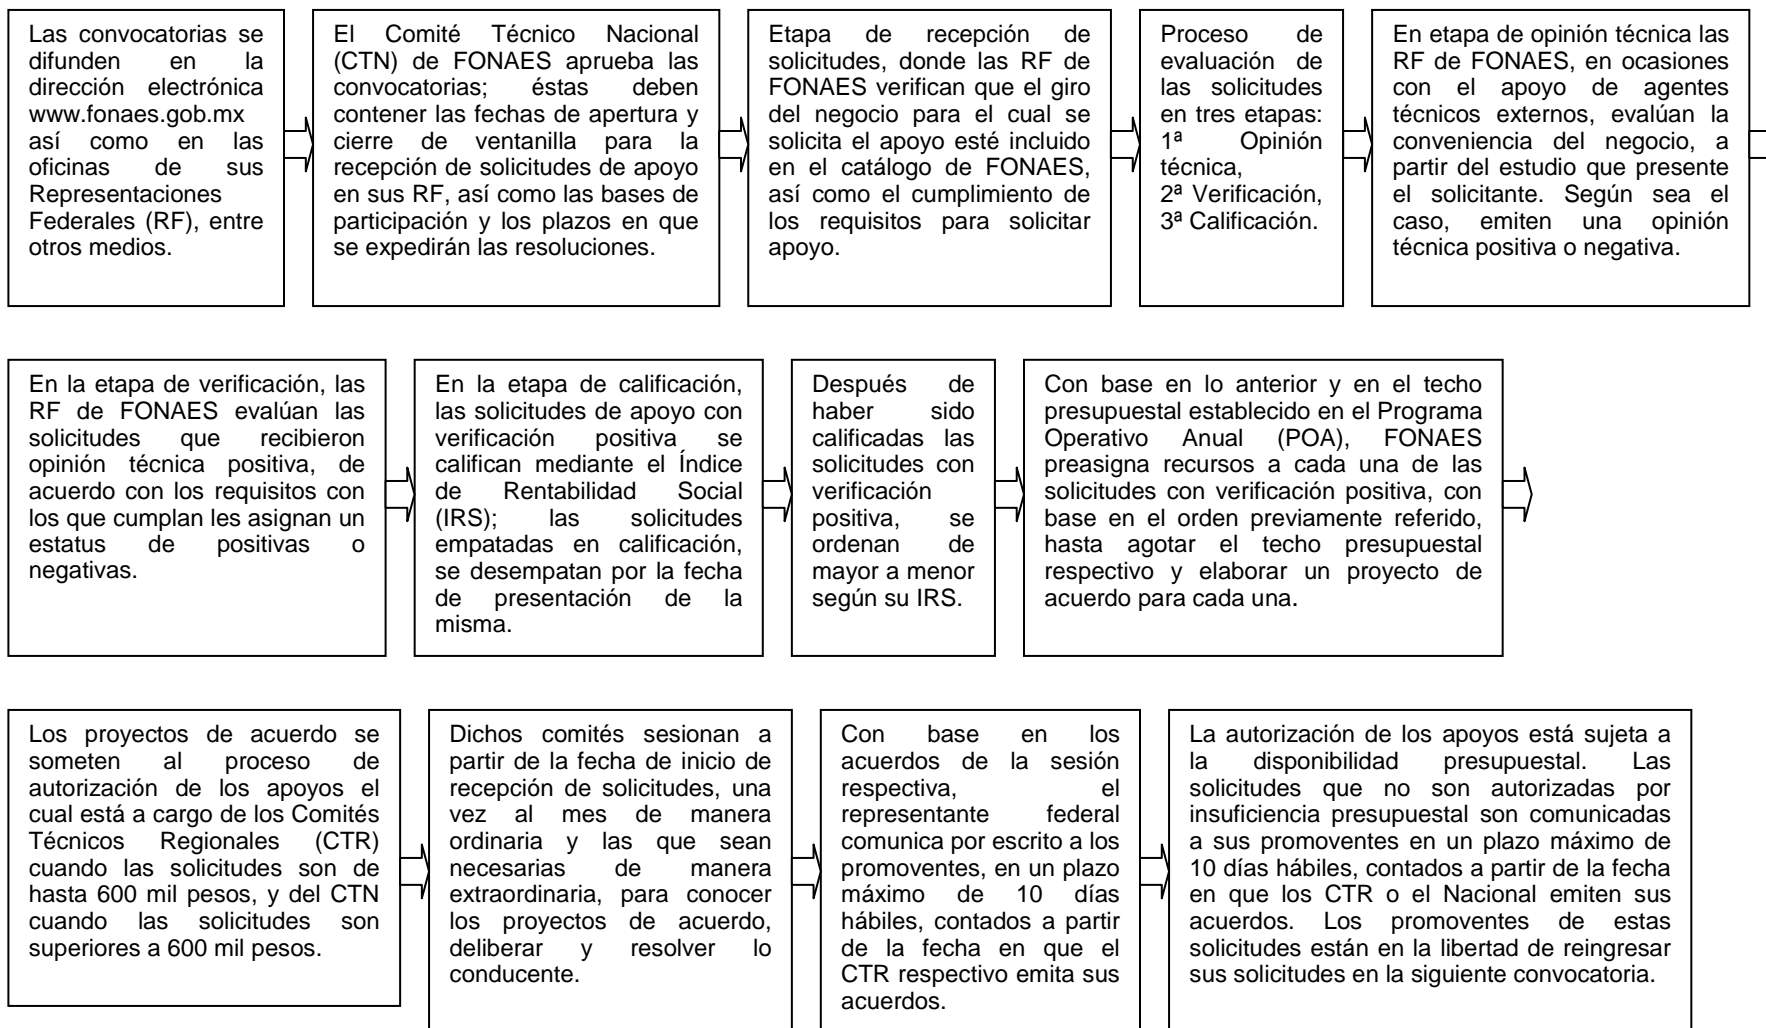 Las convocatorias se
difunden en la
dirección electrónica
www.fonaes.gob.mx
así como en las
oficinas de sus
Representaciones
Federales (RF), entre
otros medios.
El Comité Técnico Nacional
(CTN) de FONAES aprueba las
convocatorias; éstas deben
contener las fechas de apertura y
cierre de ventanilla para la
recepción de solicitudes de apoyo
en sus RF, así como las bases de
participación y los plazos en que
se expedirán las resoluciones.
Etapa de recepción de
solicitudes, donde las RF de
FONAES verifican que el giro
del negocio para el cual se
solicita el apoyo esté incluido
en el catálogo de FONAES,
así como el cumplimiento de
los requisitos para solicitar
apoyo.
Proceso de
evaluación de
las solicitudes
en tres etapas:
1ª Opinión
técnica,
2ª Verificación,
3ª Calificación.
En etapa de opinión técnica las
RF de FONAES, en ocasiones
con el apoyo de agentes
técnicos externos, evalúan la
conveniencia del negocio, a
partir del estudio que presente
el solicitante. Según sea el
caso, emiten una opinión
técnica positiva o negativa.
En la etapa de verificación, las
RF de FONAES evalúan las
solicitudes que recibieron
opinión técnica positiva, de
acuerdo con los requisitos con
los que cumplan les asignan un
estatus de positivas o
negativas.
En la etapa de calificación,
las solicitudes de apoyo con
verificación positiva se
califican mediante el Índice
de Rentabilidad Social
(IRS); las solicitudes
empatadas en calificación,
se desempatan por la fecha
de presentación de la
misma.
Después de
haber sido
calificadas las
solicitudes con
verificación
positiva, se
ordenan de
mayor a menor
según su IRS.
Con base en lo anterior y en el techo
presupuestal establecido en el Programa
Operativo Anual (POA), FONAES
preasigna recursos a cada una de las
solicitudes con verificación positiva, con
base en el orden previamente referido,
hasta agotar el techo presupuestal
respectivo y elaborar un proyecto de
acuerdo para cada una.
Los proyectos de acuerdo se
someten al proceso de
autorización de los apoyos el
cual está a cargo de los Comités
Técnicos Regionales (CTR)
cuando las solicitudes son de
hasta 600 mil pesos, y del CTN
cuando las solicitudes son
superiores a 600 mil pesos.
Dichos comités sesionan a
partir de la fecha de inicio de
recepción de solicitudes, una
vez al mes de manera
ordinaria y las que sean
necesarias de manera
extraordinaria, para conocer
los proyectos de acuerdo,
deliberar y resolver lo
conducente.
Con base en los
acuerdos de la sesión
respectiva, el
representante federal
comunica por escrito a los
promoventes, en un plazo
máximo de 10 días
hábiles, contados a partir
de la fecha en que el
CTR respectivo emita sus
acuerdos.
La autorización de los apoyos está sujeta a
la disponibilidad presupuestal. Las
solicitudes que no son autorizadas por
insuficiencia presupuestal son comunicadas
a sus promoventes en un plazo máximo de
10 días hábiles, contados a partir de la fecha
en que los CTR o el Nacional emiten sus
acuerdos. Los promoventes de estas
solicitudes están en la libertad de reingresar
sus solicitudes en la siguiente convocatoria.